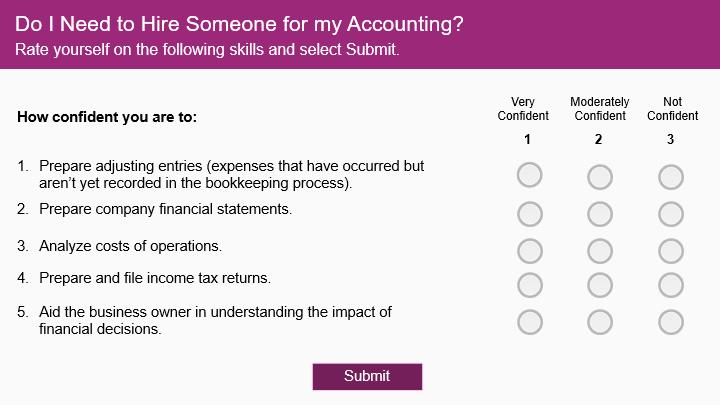 Do I Need to Hire Someone for my Accounting?
Rate yourself on the following skills and select Submit.
How confident you are to:
Very Confident
Moderately Confident
Not Confident
1
2
3
1. Prepare adjusting entries (expenses that have occurred but
aren't yet recorded in the bookkeeping process).
2. Prepare company financial statements.
3. Analyze costs of operations.
4. Prepare and file income tax returns.
5. Aid the business owner in understanding the impact of
financial decisions.
Submit